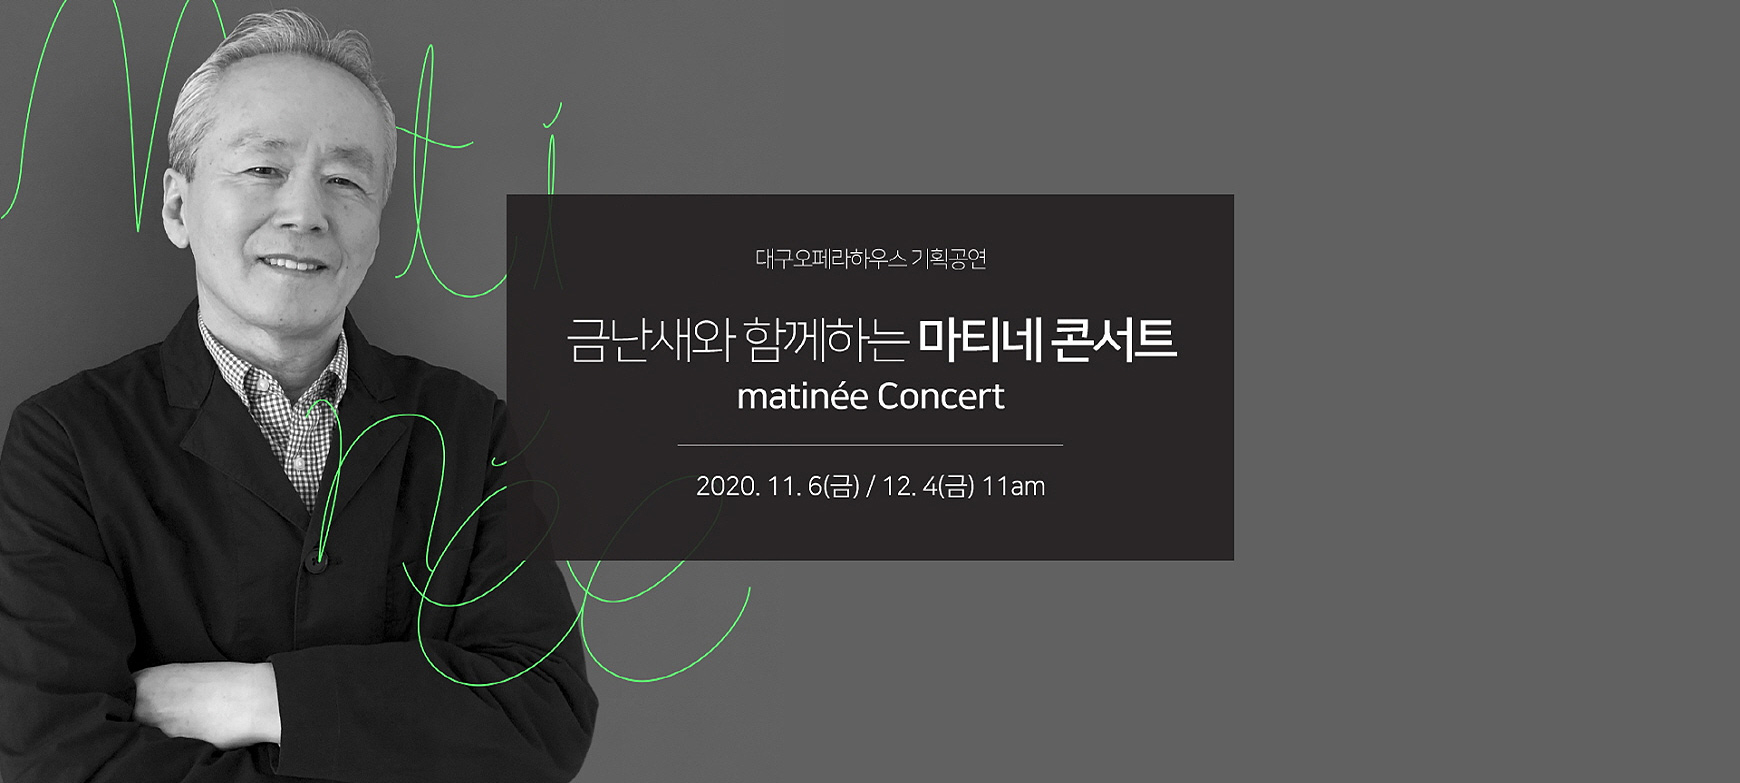 Matinée
대구오페라하우스 기획공연
금난새와 함께하는 마티네 콘서트
matinée Concert
2020. 11. 6(금) / 12. 4(금) 11am